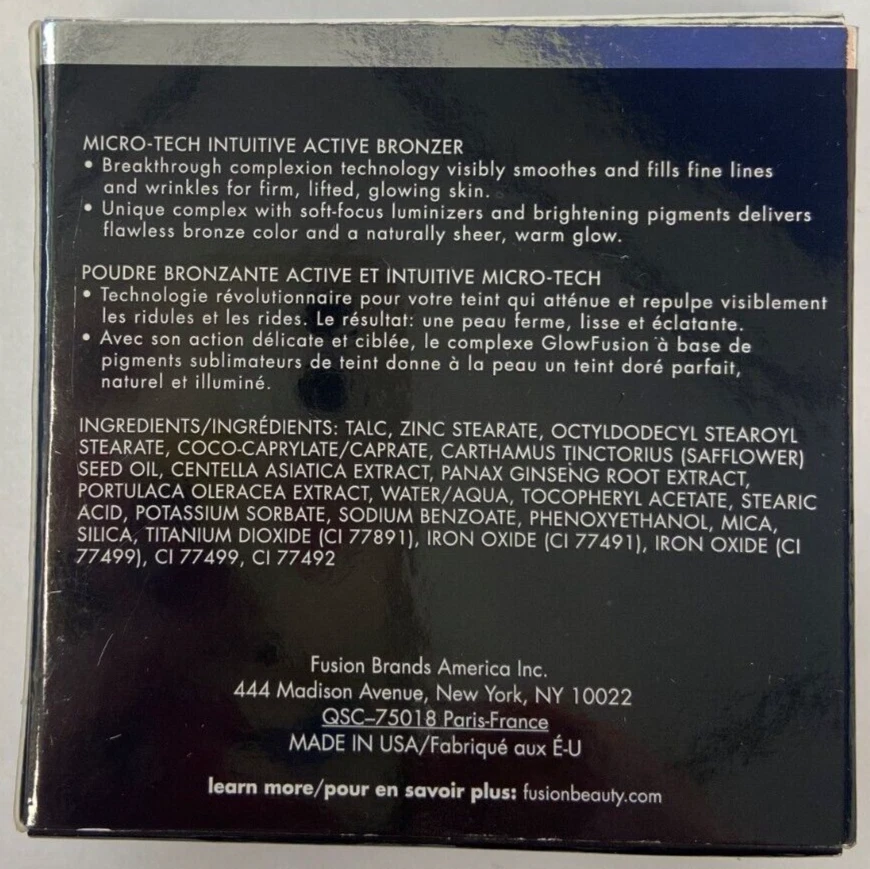 MICRO-TECH INTUITIVE ACTIVE BRONZER
• Breakthrough complexion technology visibly smoothes and fills fine lines
and wrinkles for firm, lifted, glowing skin.
• Unique complex with soft-focus luminizers and brightening pigments delivers
flawless bronze color and a naturally sheer, warm glow.
POUDRE BRONZANTE ACTIVE ET INTUITIVE MICRO-TECH
• Technologie révolutionnaire pour votre teint qui atténue et repulpe visiblement
les ridules et les rides. Le résultat: une peau ferme, lisse et éclatante.
• Avec son action délicate et ciblée, le complexe GlowFusion à base de
pigments sublimateurs de teint donne à la peau un teint doré parfait,
naturel et illuminé.
INGREDIENTS/INGRÉDIENTS: TALC, ZINC STEARATE, OCTYLDODECYL STEAROYL
STEARATE, COCO-CAPRYLATE/CAPRATE, CARTHAMUS TINCTORIUS (SAFFLOWER)
SEED OIL, CENTELLA ASIATICA EXTRACT, PANAX GINSENG ROOT EXTRACT,
PORTULACA OLERACEA EXTRACT, WATER/AQUA, TOCOPHERYL ACETATE, STEARIC
ACID, POTASSIUM SORBATE, SODIUM BENZOATE, PHENOXYETHANOL, MICA,
SILICA, TITANIUM DIOXIDE (CI 77891), IRON OXIDE (CI 77491), IRON OXIDE (CI
77499), CI 77499, CI 77492
Fusion Brands America Inc.
444 Madison Avenue, New York, NY 10022
QSC–75018 Paris-France
MADE IN USA/Fabriqué aux É-U
learn more/pour en savoir plus: fusionbeauty.com